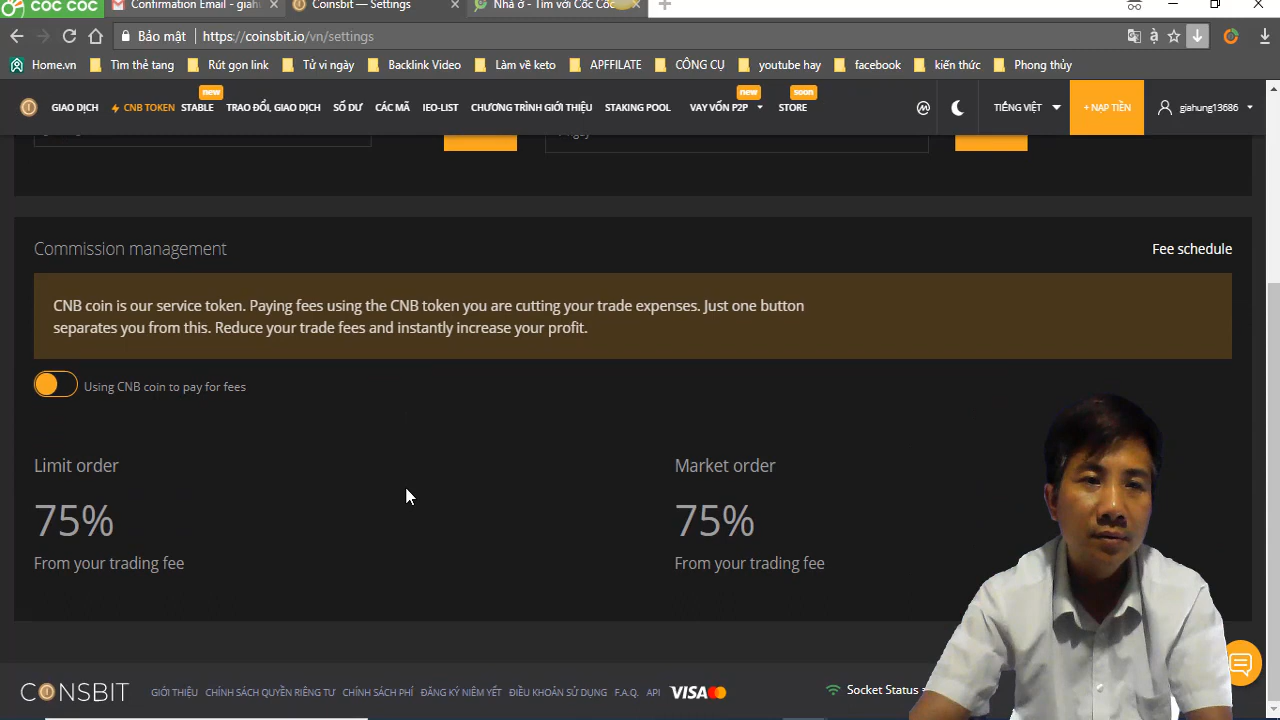 CỐC CỐC
Confirmation Email - giahu
Coinsbit — Settings
Nhà ở - Tìm với Cốc Cốc
Bảo mật
https://coinsbit.io/vn/settings
Home.vn
Tìm thẻ tang
Rút gọn link
Tử vi ngày
Backlink Video
Làm về keto
APFFILATE
CÔNG CỤ
youtube hay
facebook
kiến thức
Phong thủy
new
new
soon
GIAO DỊCH
CNB TOKEN
STABLE
TRAO ĐỔI, GIAO DỊCH
SỐ DƯ
CÁC MÃ
IEO-LIST
CHƯƠNG TRÌNH GIỚI THIỆU
STAKING POOL
VAY VỐN P2P
STORE
TIẾNG VIỆT
+ NẠP TIỀN
giahung13686
Commission management
Fee schedule
CNB coin is our service token. Paying fees using the CNB token you are cutting your trade expenses. Just one button
separates you from this. Reduce your trade fees and instantly increase your profit.
Using CNB coin to pay for fees
Limit order
Market order
75%
75%
From your trading fee
From your trading fee
COINSBIT
GIỚI THIỆU
CHÍNH SÁCH QUYỀN RIÊNG TƯ
CHÍNH SÁCH PHÍ
ĐĂNG KÝ NIÊM YẾT
ĐIỀU KHOẢN SỬ DỤNG
F.A.Q.
API
VISA
Socket Status =